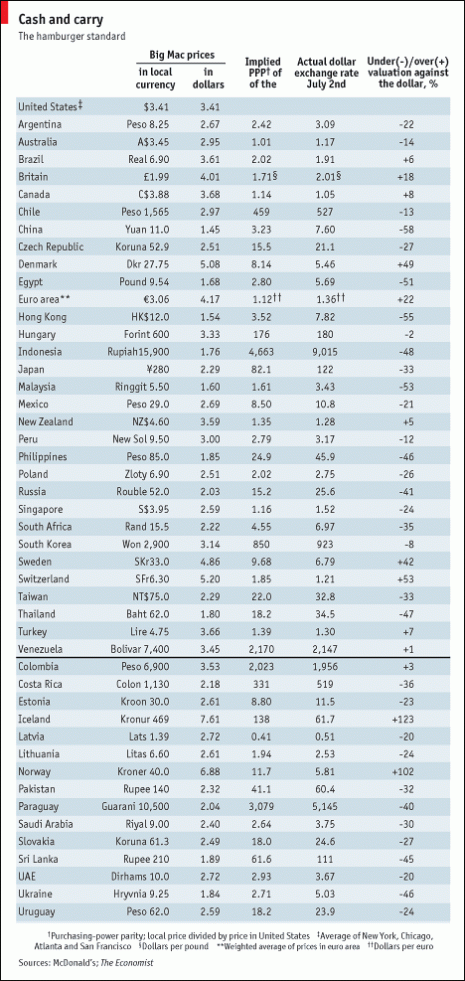 Cash and carry
The hamburger standard
Big Mac prices
in local currency
in dollars
Implied PPP† of of the
Actual dollar exchange rate July 2nd
Under(-)/over(+) valuation against the dollar, %
United States‡ $3.41 3.41
Argentina Peso 8.25 2.67 2.42 3.09 -22
Australia A$3.45 2.95 1.01 1.17 -14
Brazil Real 6.90 3.61 2.02 1.91 +6
Britain £1.99 4.01 1.71§ 2.01§ +18
Canada C$3.88 3.68 1.14 1.05 +8
Chile Peso 1,565 2.97 459 527 -13
China Yuan 11.0 1.45 3.23 7.60 -58
Czech Republic Koruna 52.9 2.51 15.5 21.1 -27
Denmark Dkr 27.75 5.08 8.14 5.46 +49
Egypt Pound 9.54 1.68 2.80 5.69 -51
Euro area** €3.06 4.17 1.12†† 1.36†† +22
Hong Kong HK$12.0 1.54 3.52 7.82 -55
Hungary Forint 600 3.33 176 180 -2
Indonesia Rupiah15,900 1.76 4,663 9,015 -48
Japan ¥280 2.29 82.1 122 -33
Malaysia Ringgit 5.50 1.60 1.61 3.43 -53
Mexico Peso 29.0 2.69 8.50 10.8 -21
New Zealand NZ$4.60 3.59 1.35 1.28 +5
Peru New Sol 9.50 3.00 2.79 3.17 -12
Philippines Peso 85.0 1.85 24.9 45.9 -46
Poland Zloty 6.90 2.51 2.02 2.75 -26
Russia Rouble 52.0 2.03 15.2 25.6 -41
Singapore S$3.95 2.59 1.16 1.52 -24
South Africa Rand 15.5 2.22 4.55 6.97 -35
South Korea Won 2,900 3.14 850 923 -8
Sweden SKr33.0 4.86 9.68 6.79 +42
Switzerland SFr6.30 5.20 1.85 1.21 +53
Taiwan NT$75.0 2.29 22.0 32.8 -33
Thailand Baht 62.0 1.80 18.2 34.5 -47
Turkey Lire 4.75 3.66 1.39 1.30 +7
Venezuela Bolivar 7,400 3.45 2,170 2,147 +1
Colombia Peso 6,900 3.53 2,023 1,956 +3
Costa Rica Colon 1,130 2.18 331 519 -36
Estonia Kroon 30.0 2.61 8.80 11.5 -23
Iceland Kronur 469 7.61 138 61.7 +123
Latvia Lats 1.39 2.72 0.41 0.51 -20
Lithuania Litas 6.60 2.61 1.94 2.53 -24
Norway Kroner 40.0 6.88 11.7 5.81 +102
Pakistan Rupee 140 2.32 41.1 60.4 -32
Paraguay Guarani 10,500 2.04 3,079 5,145 -40
Saudi Arabia Riyal 9.00 2.40 2.64 3.75 -30
Slovakia Koruna 61.3 2.49 18.0 24.6 -27
Sri Lanka Rupee 210 1.89 61.6 111 -45
UAE Dirhams 10.0 2.72 2.93 3.67 -20
Ukraine Hryvnia 9.25 1.84 2.71 5.03 -46
Uruguay Peso 62.0 2.59 18.2 23.9 -24
†Purchasing-power parity; local price divided by price in United States ‡Average of New York, Chicago,
Atlanta and San Francisco §Dollars per pound **Weighted average of prices in euro area ††Dollars per euro
Sources: McDonald's; The Economist